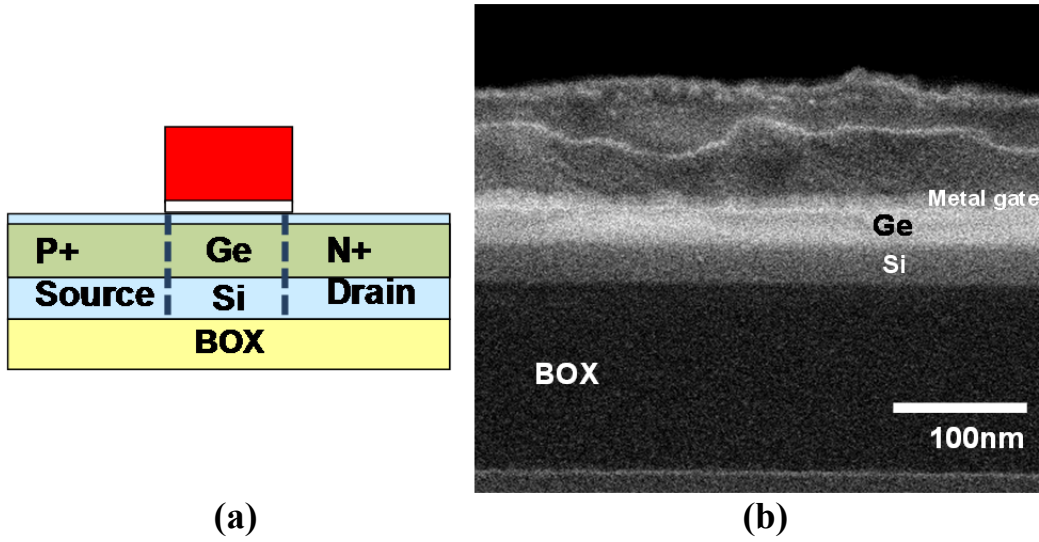 P+ Ge N+
Source Si Drain
BOX
(a)
Metal gate
Ge
Si
BOX
100nm
(b)